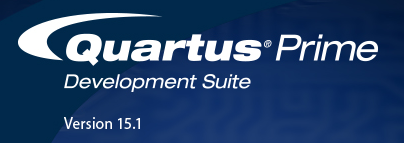 Quartus® Prime
Development Suite
Version 15.1